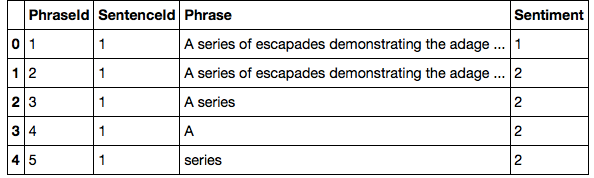 PhraseId SentenceId Phrase Sentiment
0 1 1 A series of escapades demonstrating the adage ... 1
1 2 1 A series of escapades demonstrating the adage ... 2
2 3 1 A series 2
3 4 1 A 2
4 5 1 series 2